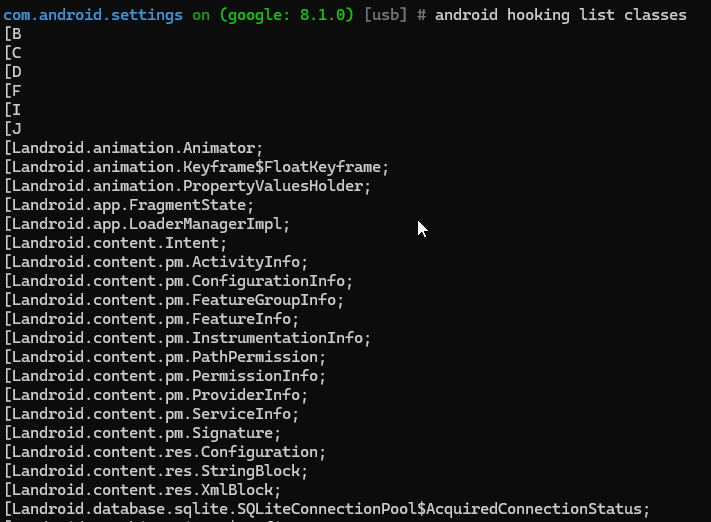 com.android.settings on (google: 8.1.0) [usb] # android hooking list classes
[B
[C
[D
[F
[I
[J
[Landroid.animation.Animator;
[Landroid.animation.Keyframe$FloatKeyframe;
[Landroid.animation.PropertyValuesHolder;
[Landroid.app.FragmentState;
[Landroid.app.LoaderManagerImpl;
[Landroid.content.Intent;
[Landroid.content.pm.ActivityInfo;
[Landroid.content.pm.ConfigurationInfo;
[Landroid.content.pm.FeatureGroupInfo;
[Landroid.content.pm.FeatureInfo;
[Landroid.content.pm.InstrumentationInfo;
[Landroid.content.pm.PathPermission;
[Landroid.content.pm.PermissionInfo;
[Landroid.content.pm.ProviderInfo;
[Landroid.content.pm.ServiceInfo;
[Landroid.content.pm.Signature;
[Landroid.content.res.Configuration;
[Landroid.content.res.StringBlock;
[Landroid.content.res.XmlBlock;
[Landroid.database.sqlite.SQLiteConnectionPool$AcquiredConnectionStatus;